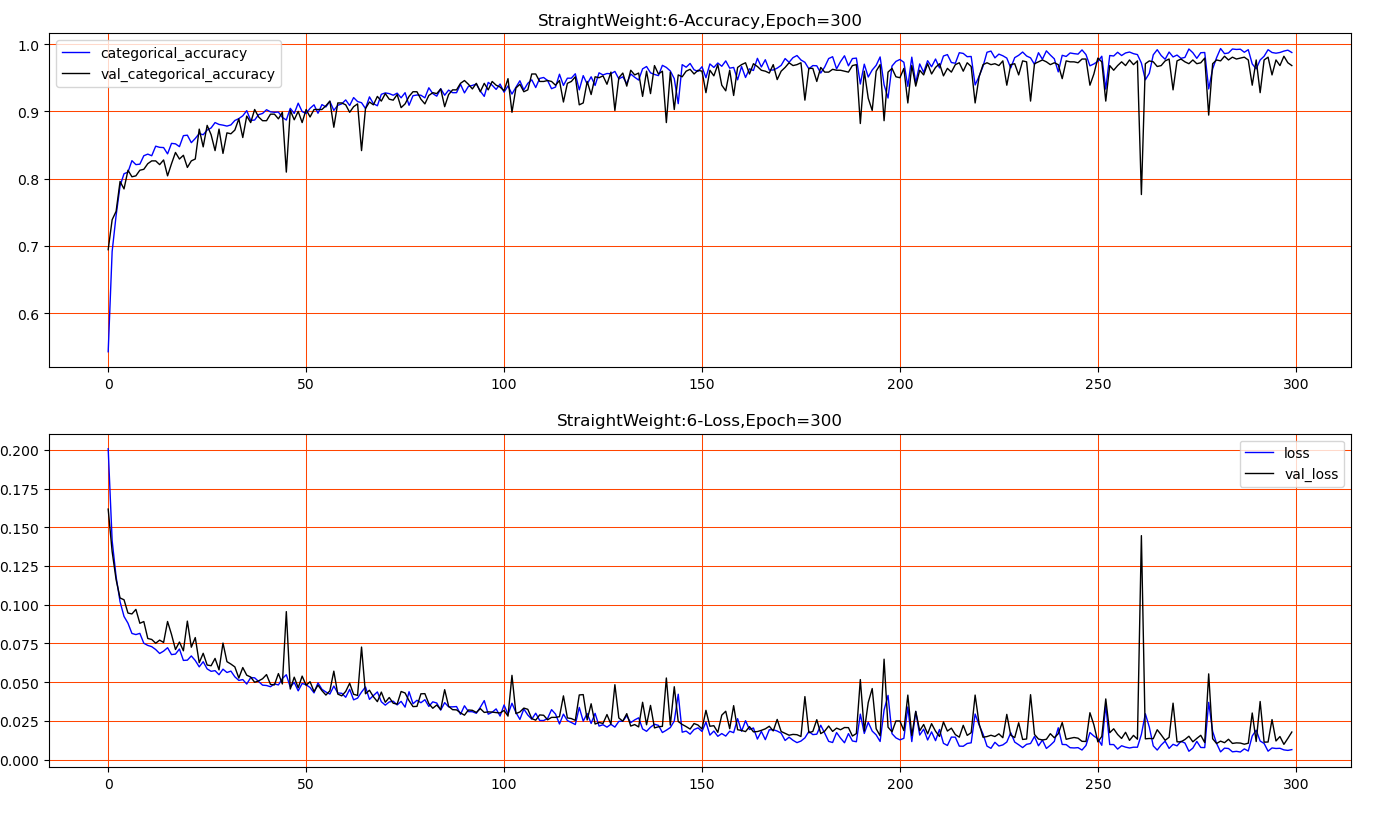 StraightWeight:6-Accuracy,Epoch=300
categorical_accuracy
val_categorical_accuracy
1.0
0.9
0.8
0.7
0.6
0 50 100 150 200 250 300
StraightWeight:6-Loss,Epoch=300
loss
val_loss
0.200
0.175
0.150
0.125
0.100
0.075
0.050
0.025
0.000
0 50 100 150 200 250 300